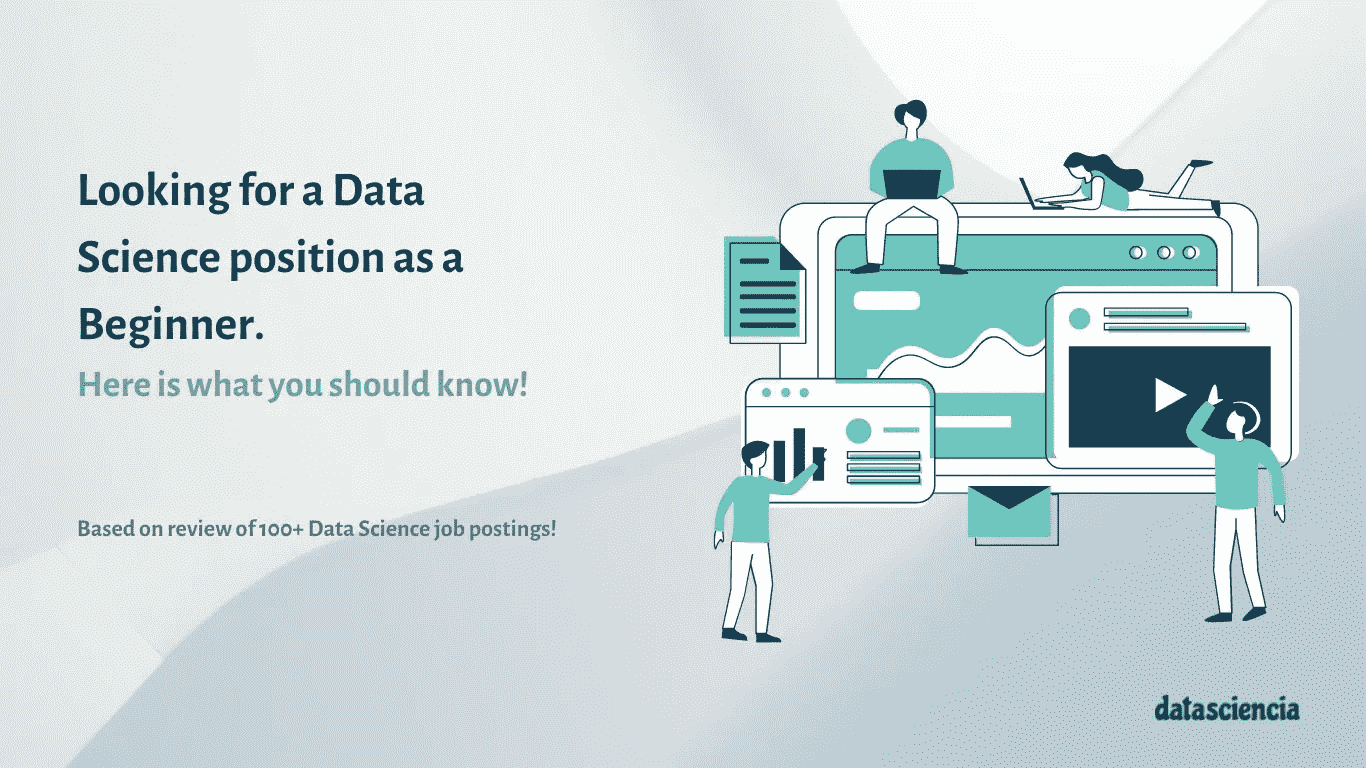 Looking for a Data
Science position as a
Beginner.
Here is what you should know!
Based on review of 100+ Data Science job postings!
datasciencia